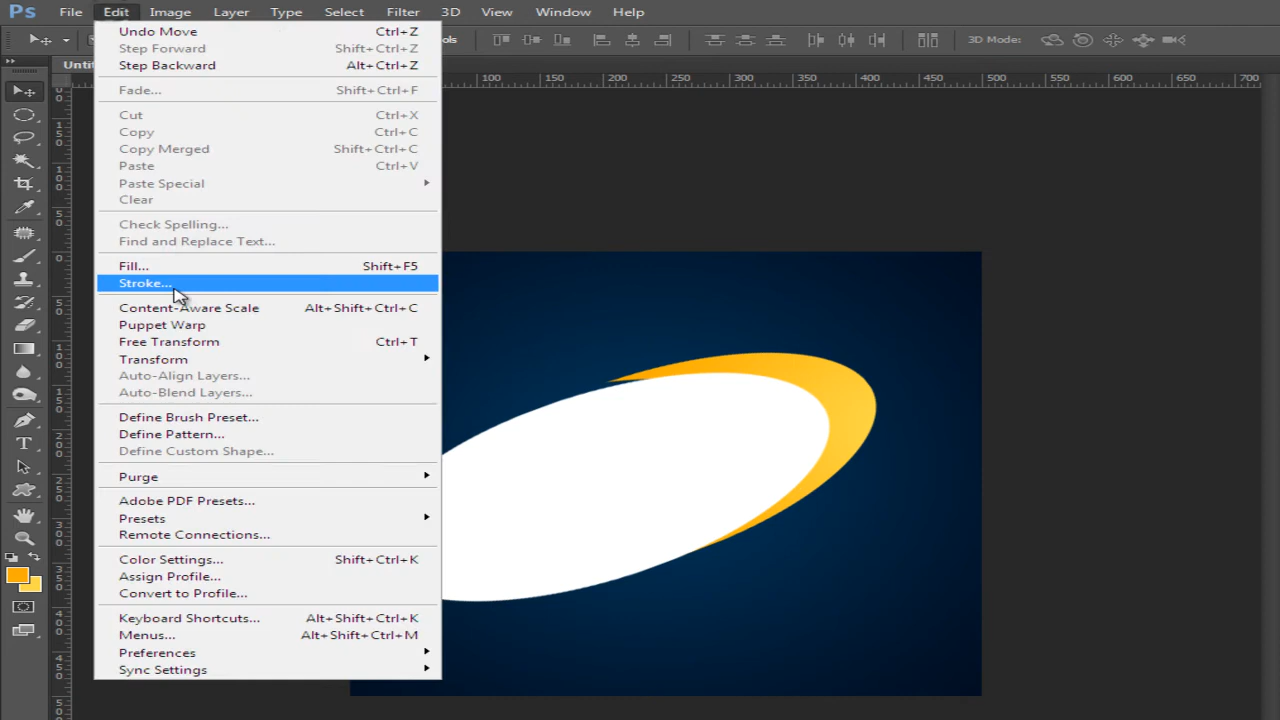 Ps File Edit Image Layer Type Select Filter 3D View Window Help
ols 3D Mode:
Untit
100 150 200 250 300 350 400 450 500 550 600 650 700
Undo Move Ctrl+Z
Step Forward Shift+Ctrl+Z
Step Backward Alt+Ctrl+Z
Fade... Shift+Ctrl+F
Cut Ctrl+X
Copy Ctrl+C
Copy Merged Shift+Ctrl+C
Paste Ctrl+V
Paste Special
Clear
Check Spelling...
Find and Replace Text...
Fill... Shift+F5
Stroke...
Content-Aware Scale Alt+Shift+Ctrl+C
Puppet Warp
Free Transform Ctrl+T
Transform
Auto-Align Layers...
Auto-Blend Layers...
Define Brush Preset...
Define Pattern...
Define Custom Shape...
Purge
Adobe PDF Presets...
Presets
Remote Connections...
Color Settings... Shift+Ctrl+K
Assign Profile...
Convert to Profile...
Keyboard Shortcuts... Alt+Shift+Ctrl+K
Menus... Alt+Shift+Ctrl+M
Preferences
Sync Settings